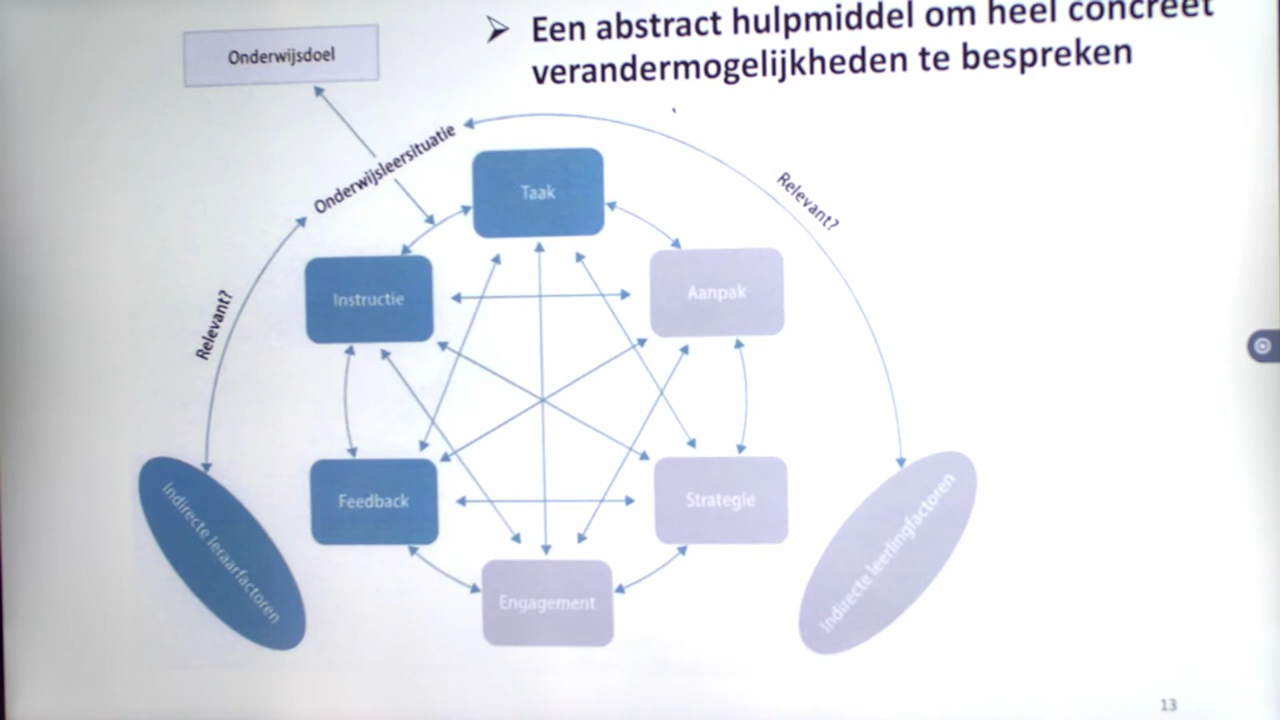 Onderwijsdoel
Een abstract hulpmiddel om heel concreet
verandermogelijkheden te bespreken
Onderwijsleersituatie
Relevant?
Relevant?
Taak
Instructie
Aanpak
Feedback
Strategie
Engagement
Indirecte leraarfactoren
Indirecte leerlingfactoren
13